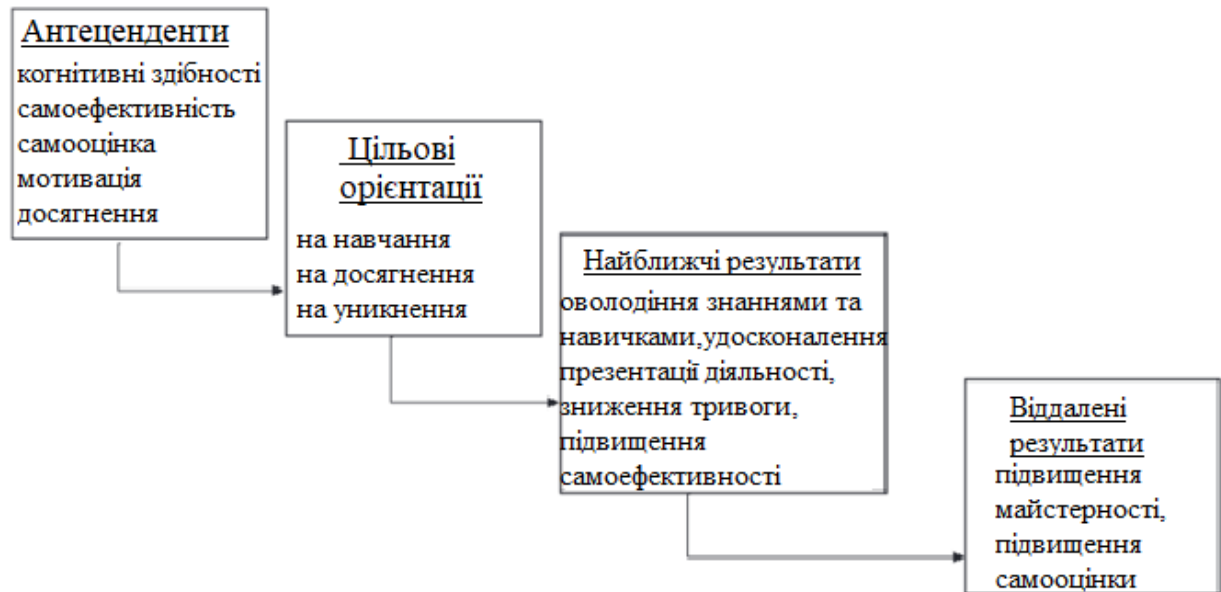 Антеценденти
когнітивні здібності
самоефективність
самооцінка
мотивація
досягнення
Цільові
орієнтації
на навчання
на досягнення
на уникнення
Найближчі результати
оволодіння знаннями та
навичками,удосконалення
презентації діяльності,
зниження тривоги,
підвищення
самоефективності
Віддалені
результати
підвищення
майстерності,
підвищення
самооцінки